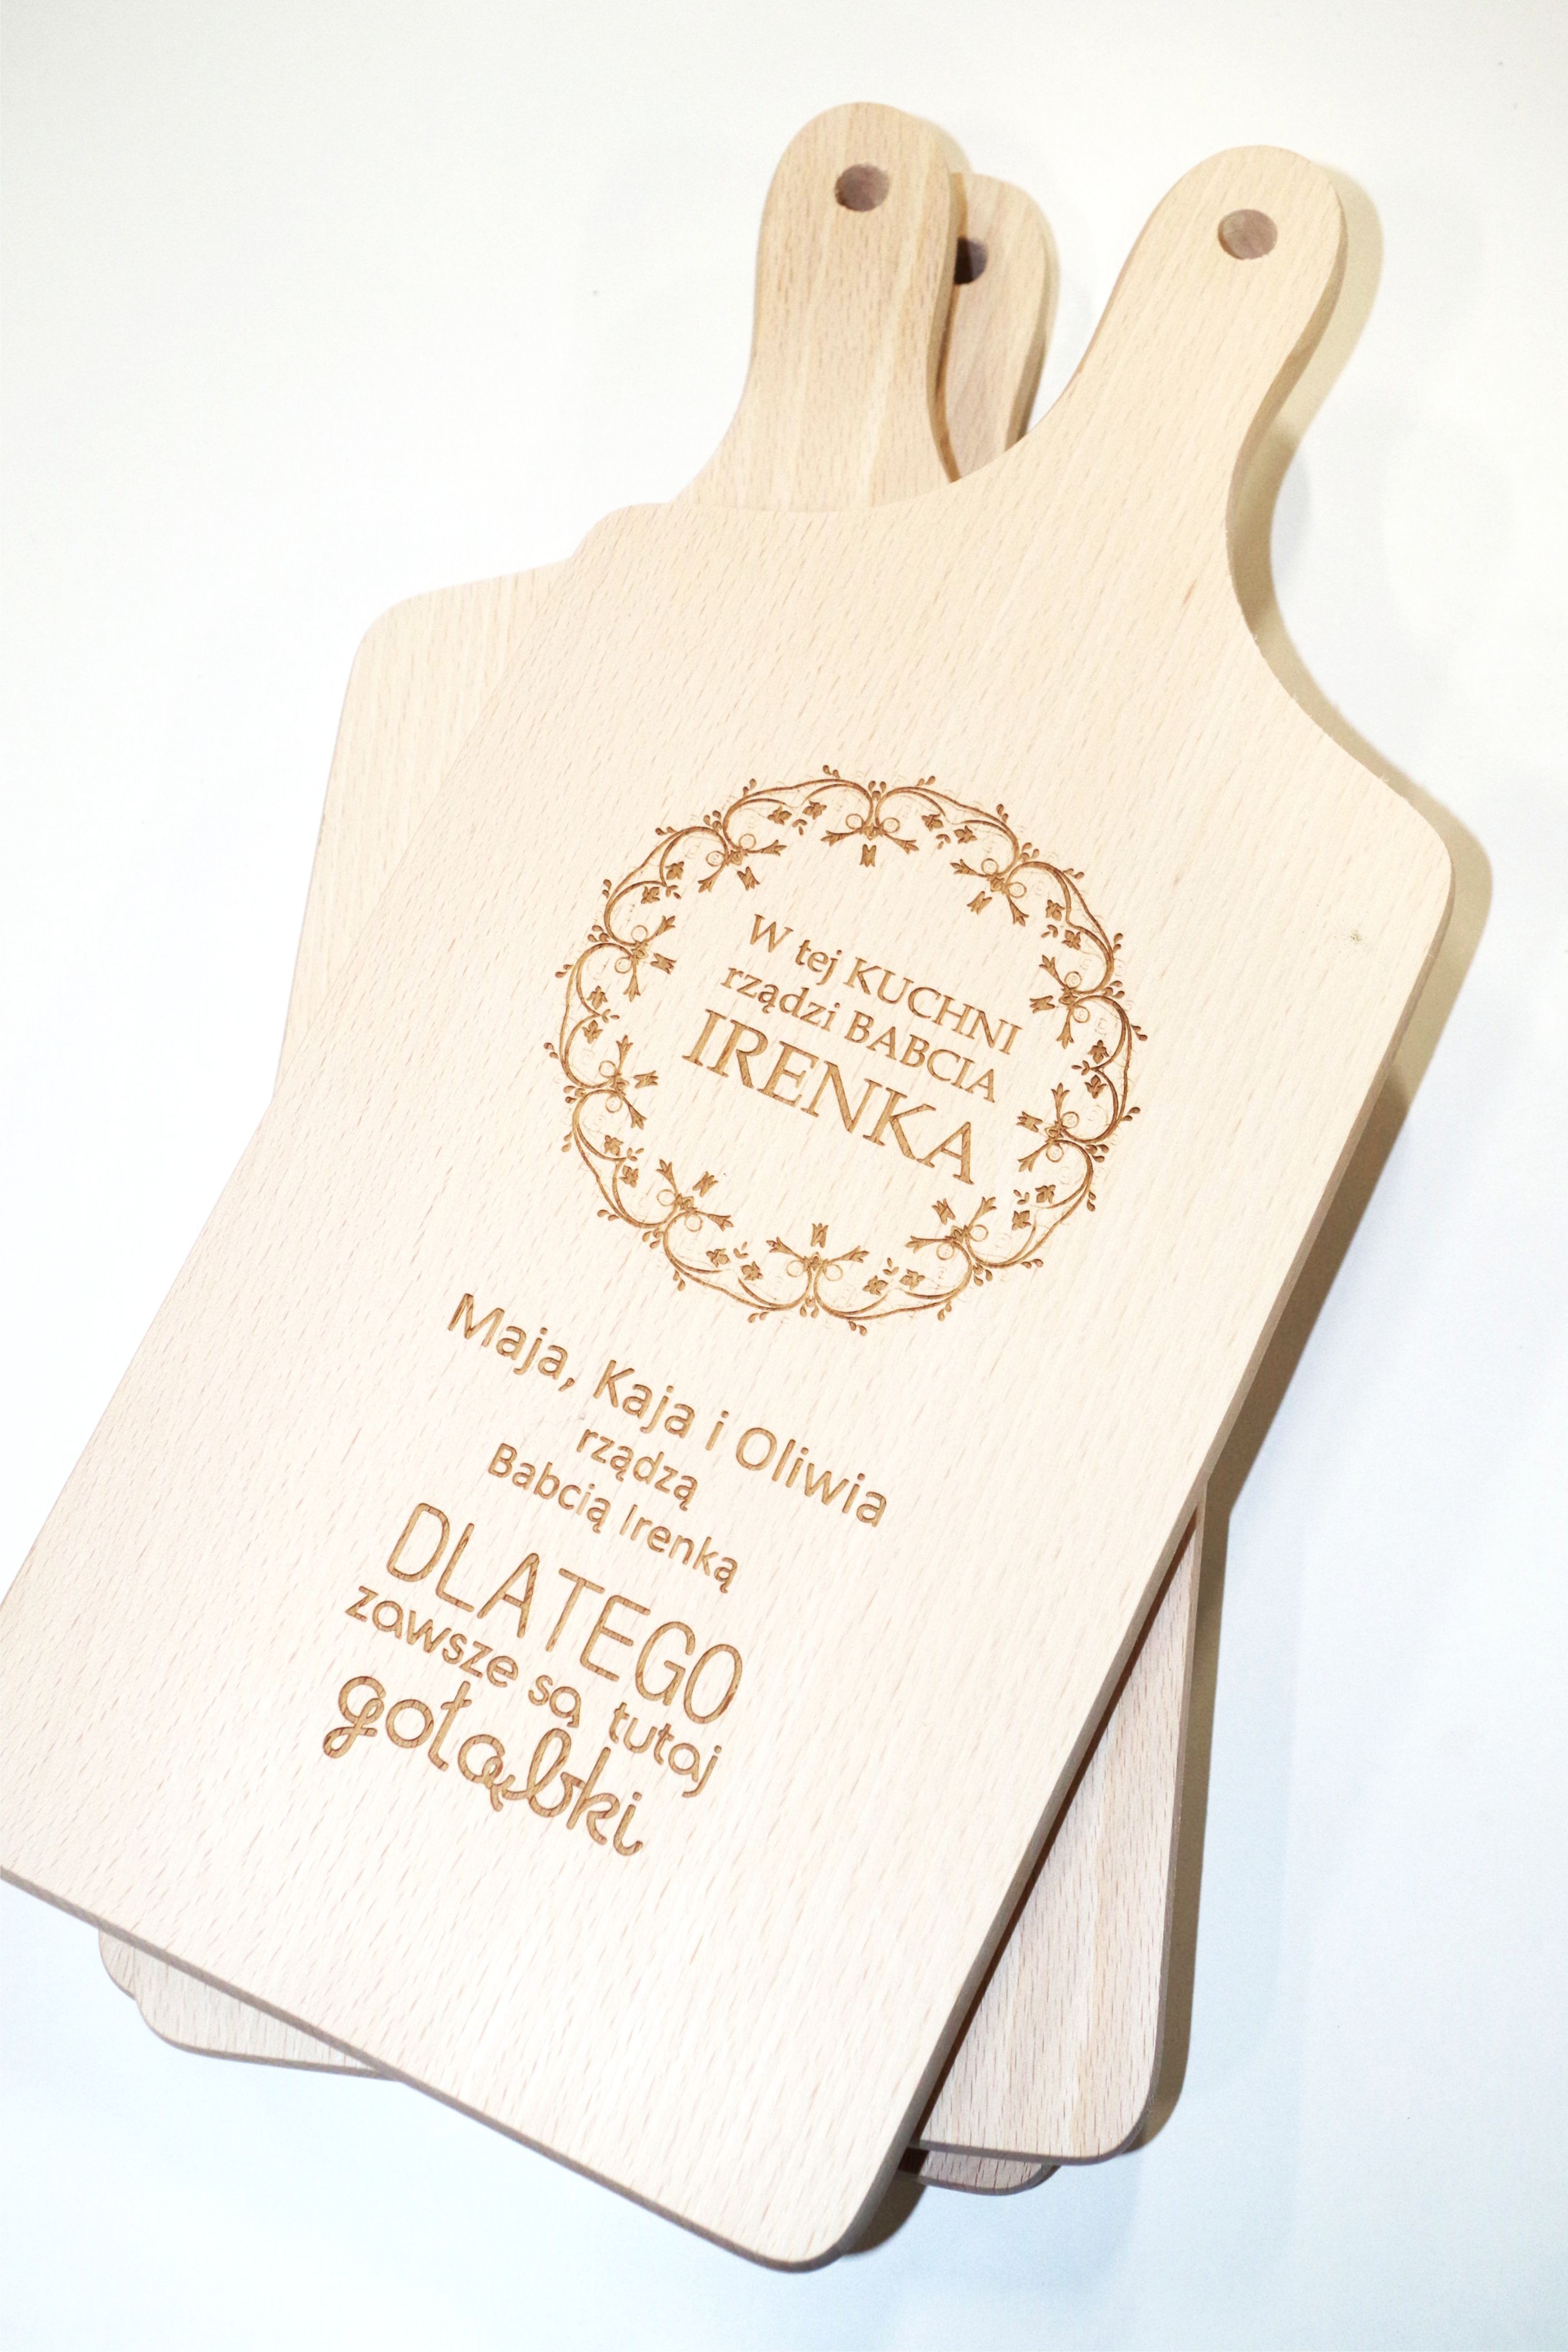 W tej KUCHNI
rządzi BABCIA
IRENKA
Maja, Kaja i Oliwia
rządzą
Babcią Irenką
DLATEGO
zawsze są tutaj
gołąbki